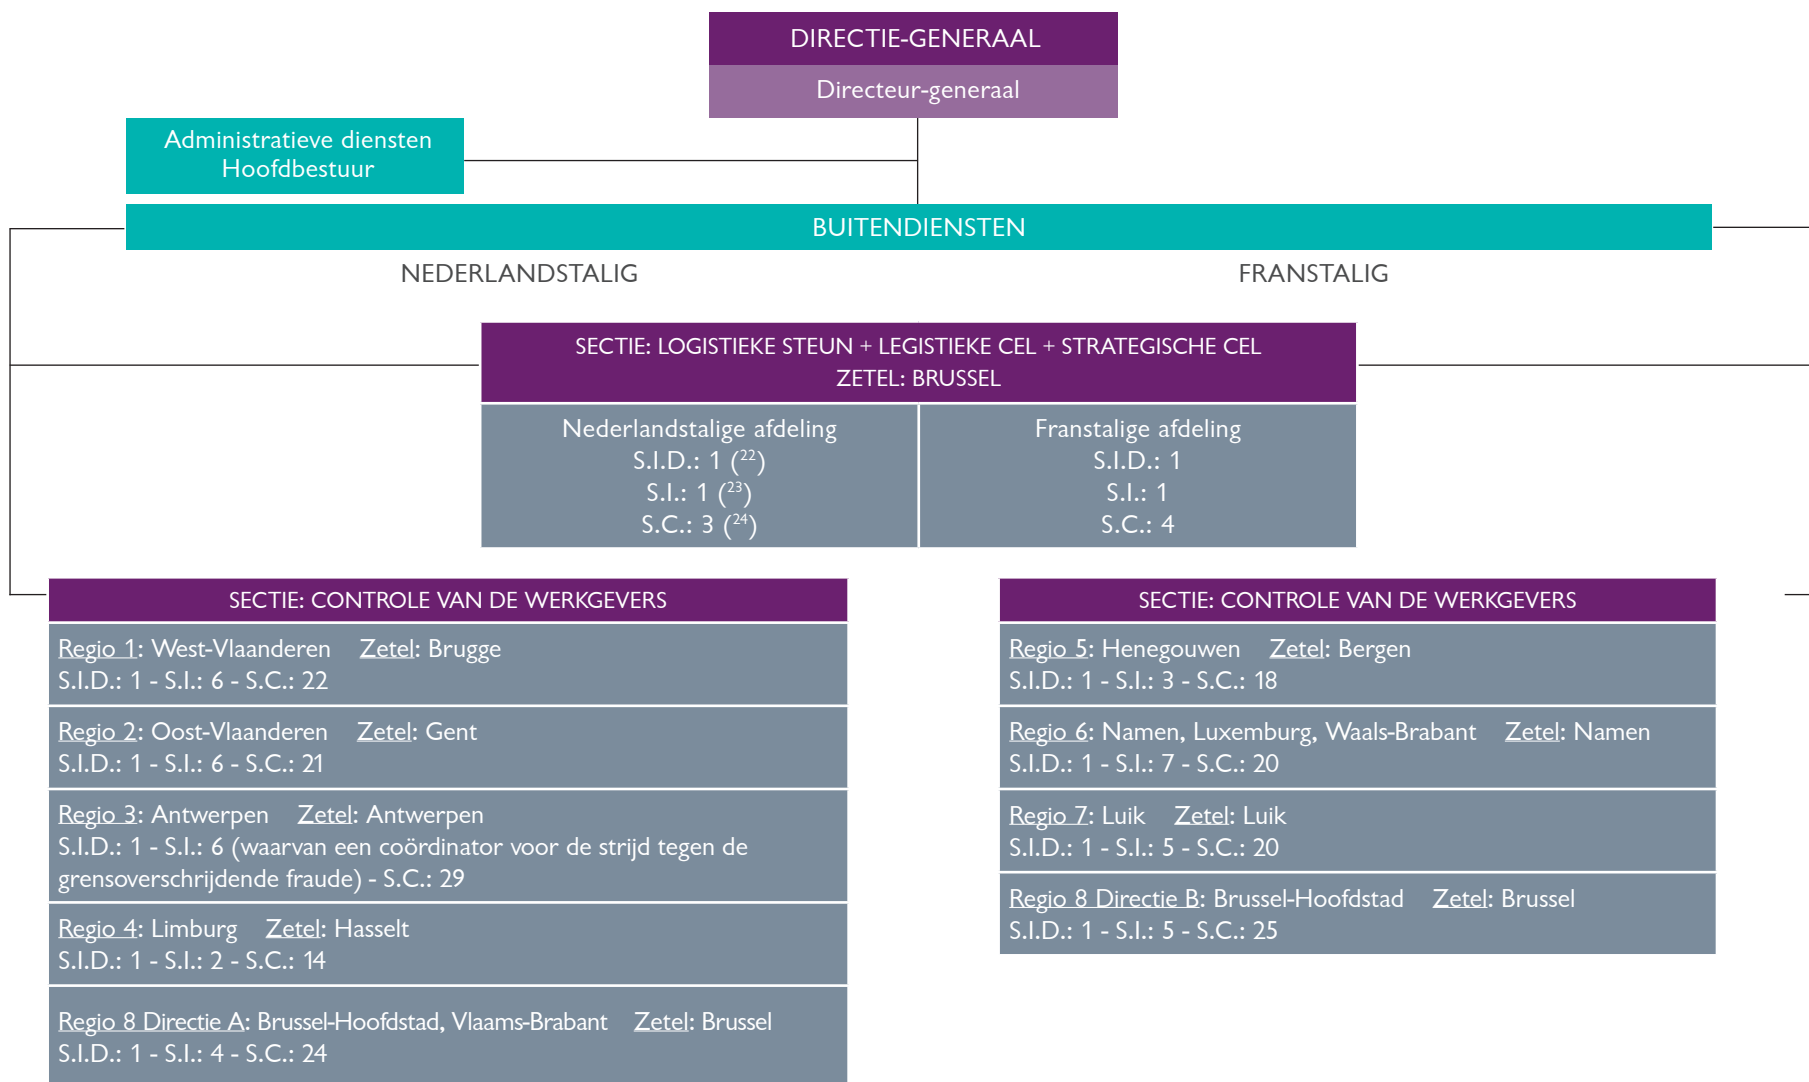 DIRECTIE-GENERAAL
Directeur-generaal
Administratieve diensten
Hoofdbestuur
BUITENDIENSTEN
NEDERLANDSTALIG
FRANSTALIG
SECTIE: LOGISTIEKE STEUN + LEGISTIEKE CEL + STRATEGISCHE CEL
ZETEL: BRUSSEL
Nederlandstalige afdeling
S.I.D.: 1 (22)
S.I.: 1 (23)
S.C.: 3 (24)
Franstalige afdeling
S.I.D.: 1
S.I.: 1
S.C.: 4
SECTIE: CONTROLE VAN DE WERKGEVERS
Regio 1: West-Vlaanderen Zetel: Brugge
S.I.D.: 1 - S.I.: 6 - S.C.: 22
Regio 2: Oost-Vlaanderen Zetel: Gent
S.I.D.: 1 - S.I.: 6 - S.C.: 21
Regio 3: Antwerpen Zetel: Antwerpen
S.I.D.: 1 - S.I.: 6 (waarvan een coördinator voor de strijd tegen de
grensoverschrijdende fraude) - S.C.: 29
Regio 4: Limburg Zetel: Hasselt
S.I.D.: 1 - S.I.: 2 - S.C.: 14
Regio 8 Directie A: Brussel-Hoofdstad, Vlaams-Brabant Zetel: Brussel
S.I.D.: 1 - S.I.: 4 - S.C.: 24
SECTIE: CONTROLE VAN DE WERKGEVERS
Regio 5: Henegouwen Zetel: Bergen
S.I.D.: 1 - S.I.: 3 - S.C.: 18
Regio 6: Namen, Luxemburg, Waals-Brabant Zetel: Namen
S.I.D.: 1 - S.I.: 7 - S.C.: 20
Regio 7: Luik Zetel: Luik
S.I.D.: 1 - S.I.: 5 - S.C.: 20
Regio 8 Directie B: Brussel-Hoofdstad Zetel: Brussel
S.I.D.: 1 - S.I.: 5 - S.C.: 25